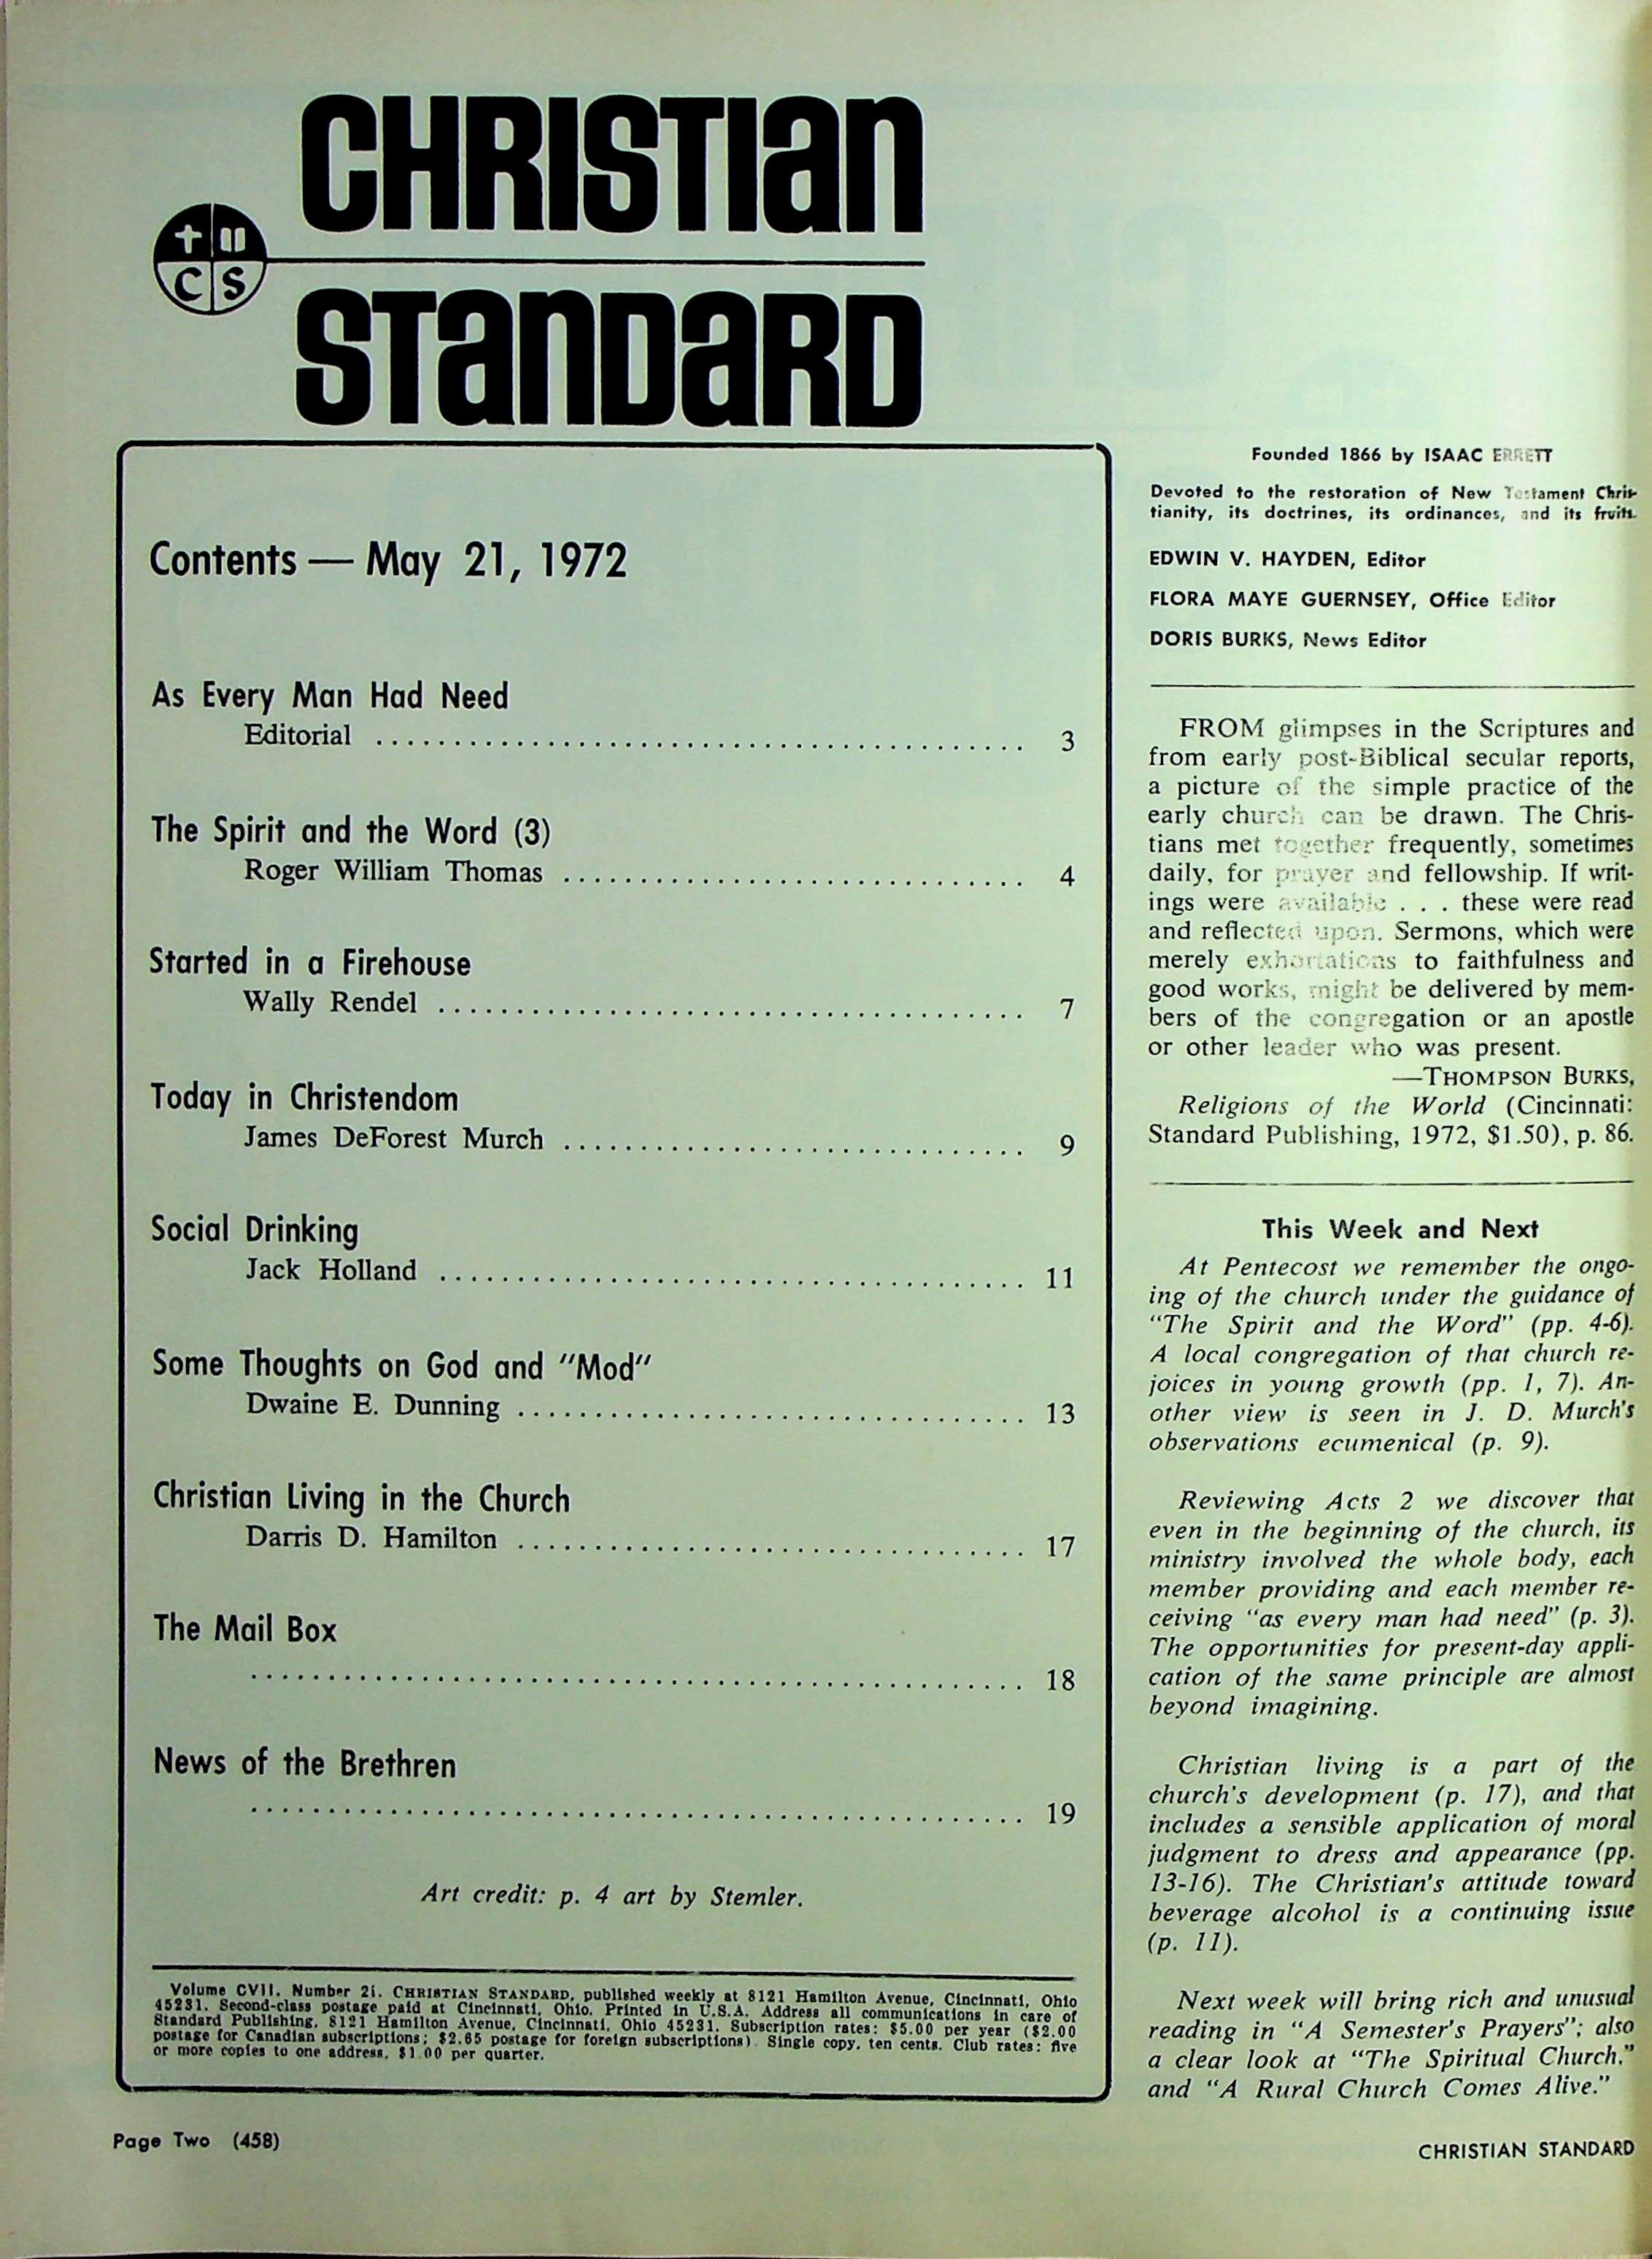 CHRISTIAN
STANDARD
C S
Contents — May 21, 1972
As Every Man Had Need
Editorial ........................................ 3
The Spirit and the Word (3)
Roger William Thomas ............................. 4
Started in a Firehouse
Wally Rendel ..................................... 7
Today in Christendom
James DeForest Murch ............................. 9
Social Drinking
Jack Holland ..................................... 11
Some Thoughts on God and "Mod"
Dwaine E. Dunning ................................ 13
Christian Living in the Church
Darris D. Hamilton ............................... 17
The Mail Box
.................................................. 18
News of the Brethren
.................................................. 19
Art credit: p. 4 art by Stemler.
Volume CVII, Number 21. CHRISTIAN STANDARD, published weekly at 8121 Hamilton Avenue, Cincinnati, Ohio
45231. Second-class postage paid at Cincinnati, Ohio. Printed in U.S.A. Address all communications in care of
Standard Publishing, 8121 Hamilton Avenue, Cincinnati, Ohio 45231. Subscription rates: $5.00 per year ($2.00
postage for Canadian subscriptions; $2.65 postage for foreign subscriptions). Single copy, ten cents. Club rates: five
or more copies to one address, $1.00 per quarter.
Founded 1866 by ISAAC ERRETT
Devoted to the restoration of New Testament Chris-
tianity, its doctrines, its ordinances, and its fruits.
EDWIN V. HAYDEN, Editor
FLORA MAYE GUERNSEY, Office Editor
DORIS BURKS, News Editor
FROM glimpses in the Scriptures and
from early post-Biblical secular reports,
a picture of the simple practice of the
early church can be drawn. The Chris-
tians met together frequently, sometimes
daily, for prayer and fellowship. If writ-
ings were available . . . these were read
and reflected upon. Sermons, which were
merely exhortations to faithfulness and
good works, might be delivered by mem-
bers of the congregation or an apostle
or other leader who was present.
—THOMPSON BURKS,
Religions of the World (Cincinnati:
Standard Publishing, 1972, $1.50), p. 86.
This Week and Next
At Pentecost we remember the ongo-
ing of the church under the guidance of
"The Spirit and the Word" (pp. 4-6).
A local congregation of that church re-
joices in young growth (pp. 1, 7). An-
other view is seen in J. D. Murch's
observations ecumenical (p. 9).
Reviewing Acts 2 we discover that
even in the beginning of the church, its
ministry involved the whole body, each
member providing and each member re-
ceiving "as every man had need" (p. 3).
The opportunities for present-day appli-
cation of the same principle are almost
beyond imagining.
Christian living is a part of the
church's development (p. 17), and that
includes a sensible application of moral
judgment to dress and appearance (pp.
13-16). The Christian's attitude toward
beverage alcohol is a continuing issue
(p. 11).
Next week will bring rich and unusual
reading in "A Semester's Prayers"; also
a clear look at "The Spiritual Church,"
and "A Rural Church Comes Alive."
Page Two (458)
CHRISTIAN STANDARD